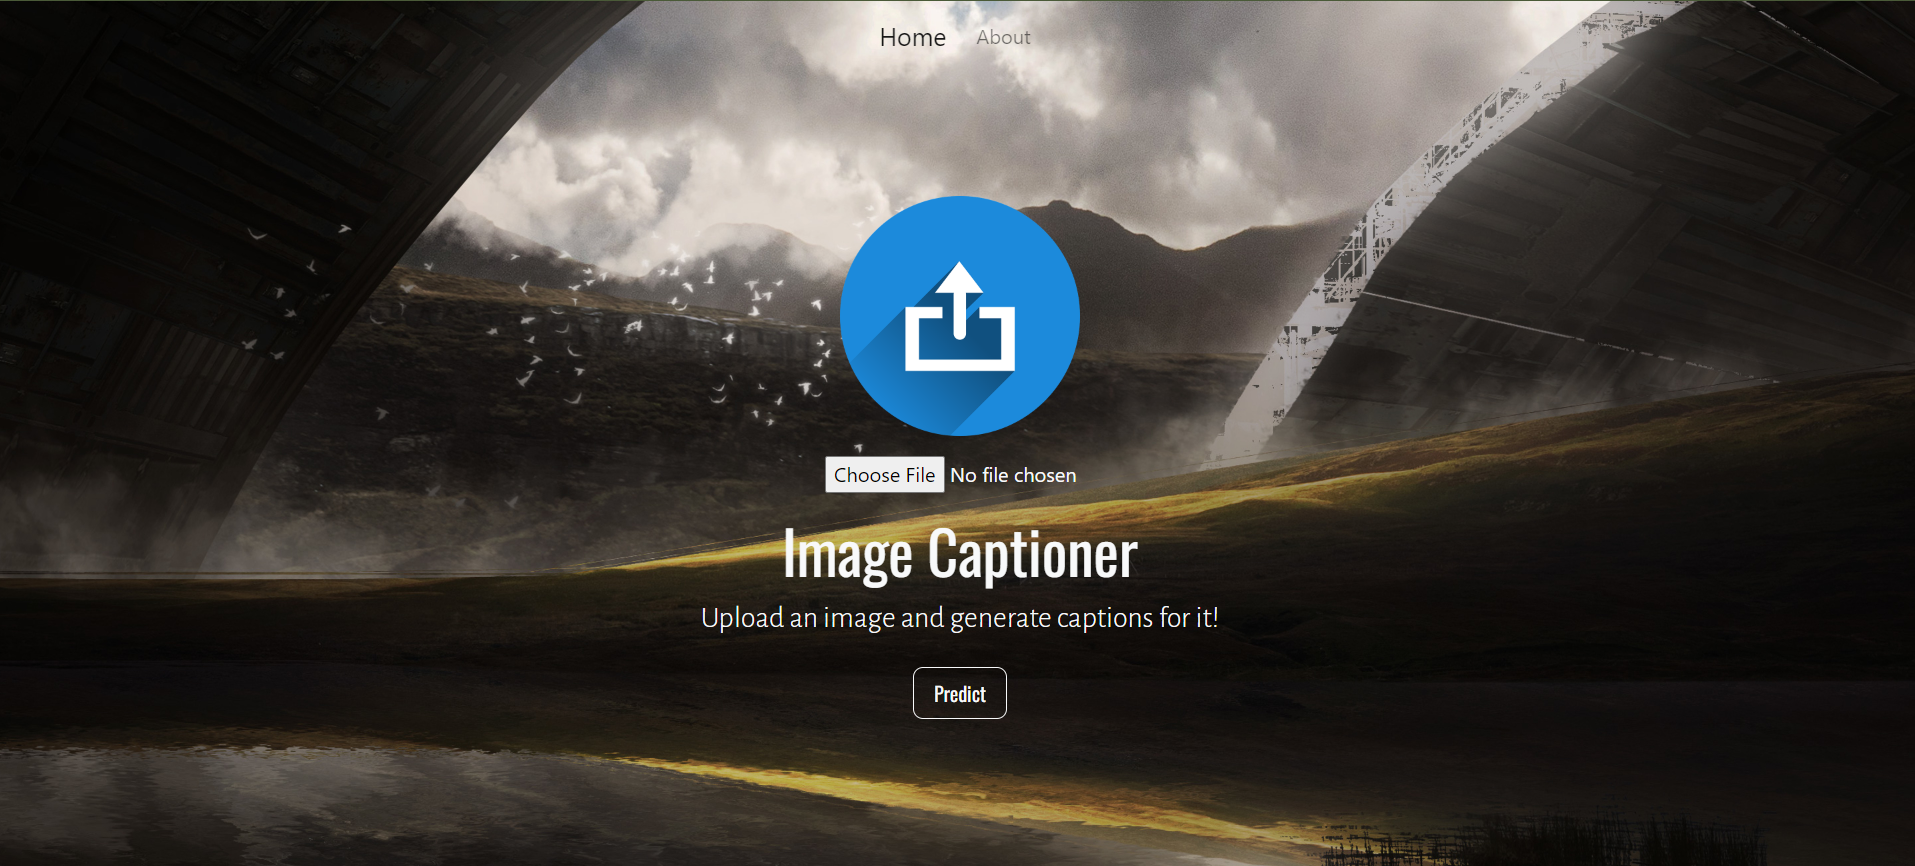 Home About
Choose File No file chosen
Image Captioner
Upload an image and generate captions for it!
Predict